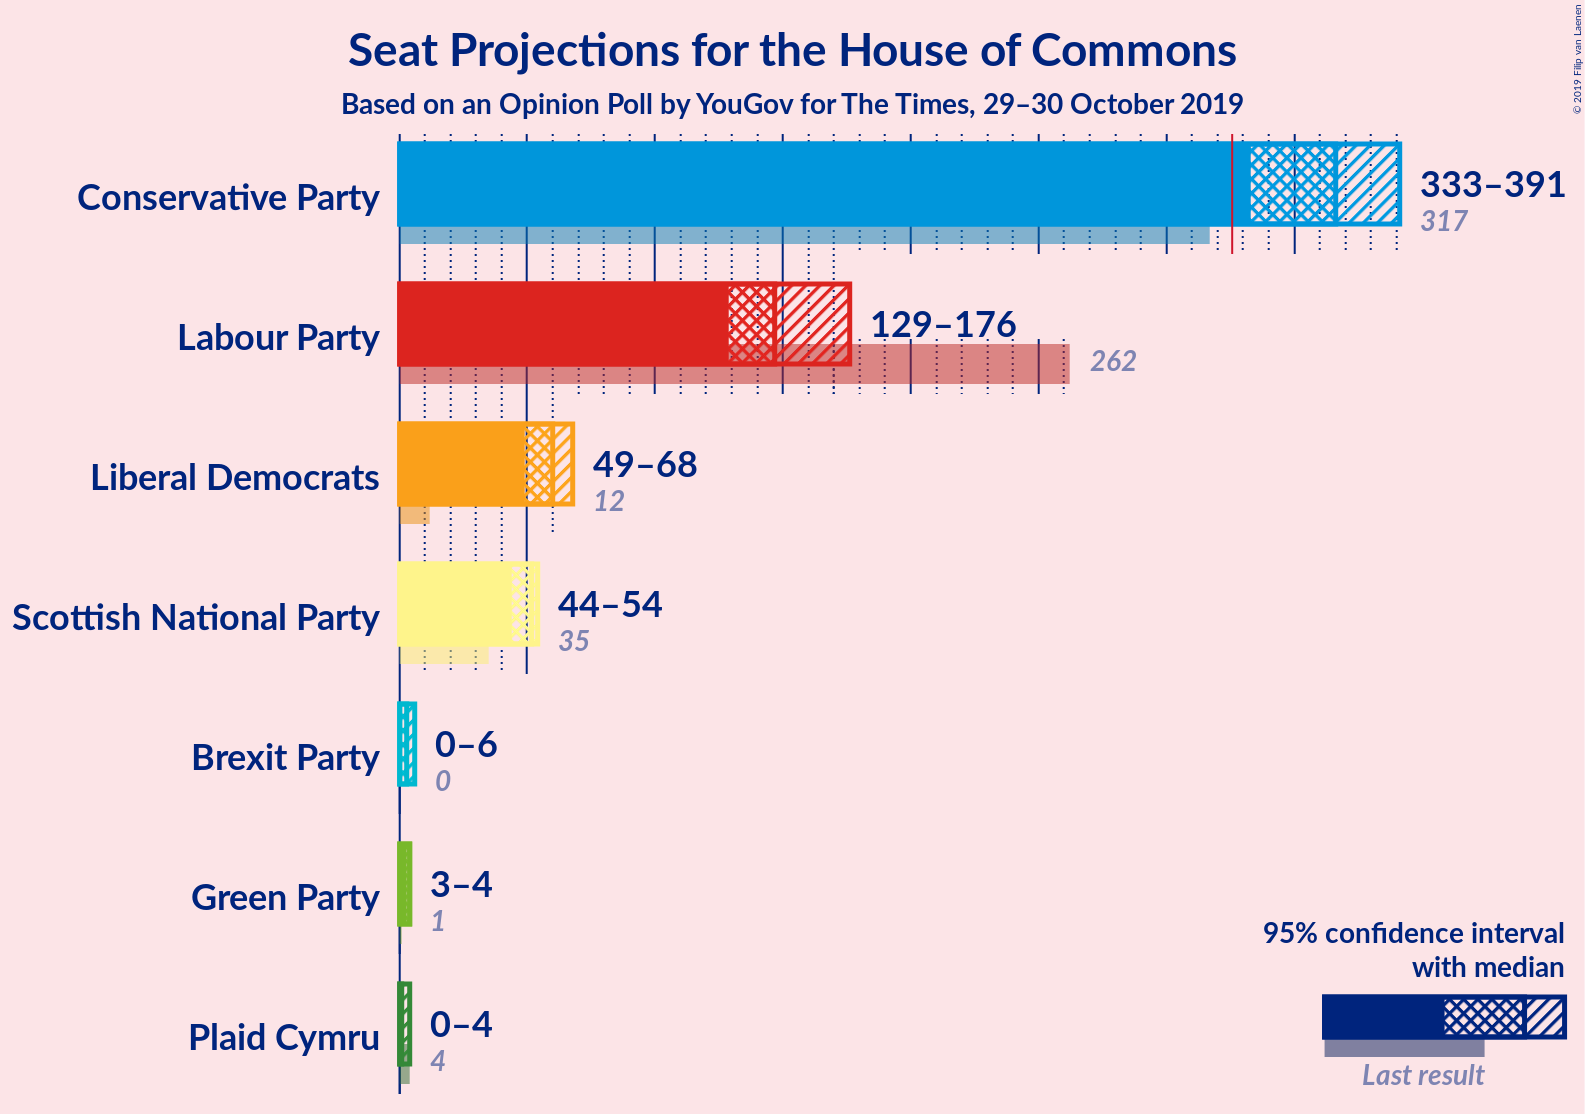 Seat Projections for the House of Commons
Based on an Opinion Poll by YouGov for The Times, 29–30 October 2019
© 2019 Filip van Laenen
Conservative Party
333–391
317
Labour Party
129–176
262
Liberal Democrats
49–68
12
Scottish National Party
44–54
35
Brexit Party
0–6
0
Green Party
3–4
1
Plaid Cymru
0–4
4
95% confidence interval
with median
Last result